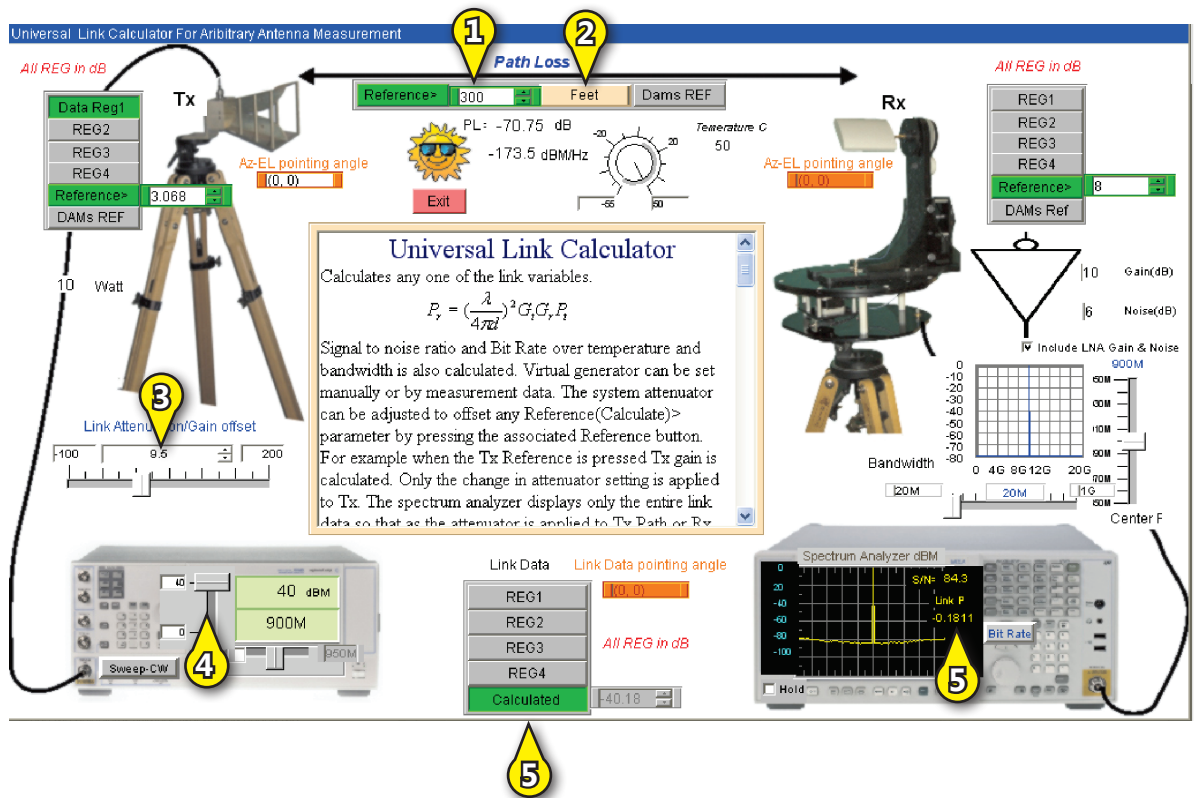 Universal Link Calculator For Aribitrary Antenna Measurement
1
2
All REG in dB
Path Loss
All REG in dB
Data Reg1
REG2
REG3
REG4
Reference>
3.068
DAMs REF
Tx
Reference>
300
Feet
Dams REF
Rx
REG1
REG2
REG3
REG4
Reference>
8
DAMs Ref
PL: -70.75 dB
-173.5 dBM/Hz
-20
20
-55
50
Temerature C
50
Az-EL pointing angle
(0, 0)
Az-EL pointing angle
(0, 0)
Exit
10 Watt
Universal Link Calculator
Calculates any one of the link variables.
P_r = (λ/4πd)²G_tG_rP_t
Signal to noise ratio and Bit Rate over temperature and
bandwidth is also calculated. Virtual generator can be set
manually or by measurement data. The system attenuator
can be adjusted to offset any Reference(Calculate)>
parameter by pressing the associated Reference button.
For example when the Tx Reference is pressed Tx gain is
calculated. Only the change in attenuator setting is applied
to Tx. The spectrum analyzer displays only the entire link
data so that as the attenuator is applied to Tx Path or Rx
10 Gain(dB)
6 Noise(dB)
Include LNA Gain & Noise
900M
0
-10
-20
-30
-40
-50
-60
-70
-80
0 4G 8G 12G 20G
Bandwidth
20M
20M
1G
Center F
3
Link Attenuation/Gain offset
-100
9.5
200
40
0
40 dBM
900M
950M
Sweep-CW
4
Link Data
REG1
REG2
REG3
REG4
Calculated
-40.18
Link Data pointing angle
(0, 0)
All REG in dB
5
Spectrum Analyzer dBM
0
20
-40
-60
-80
-100
S/N= 84.3
Link P
-0.1811
Bit Rate
Hold
5